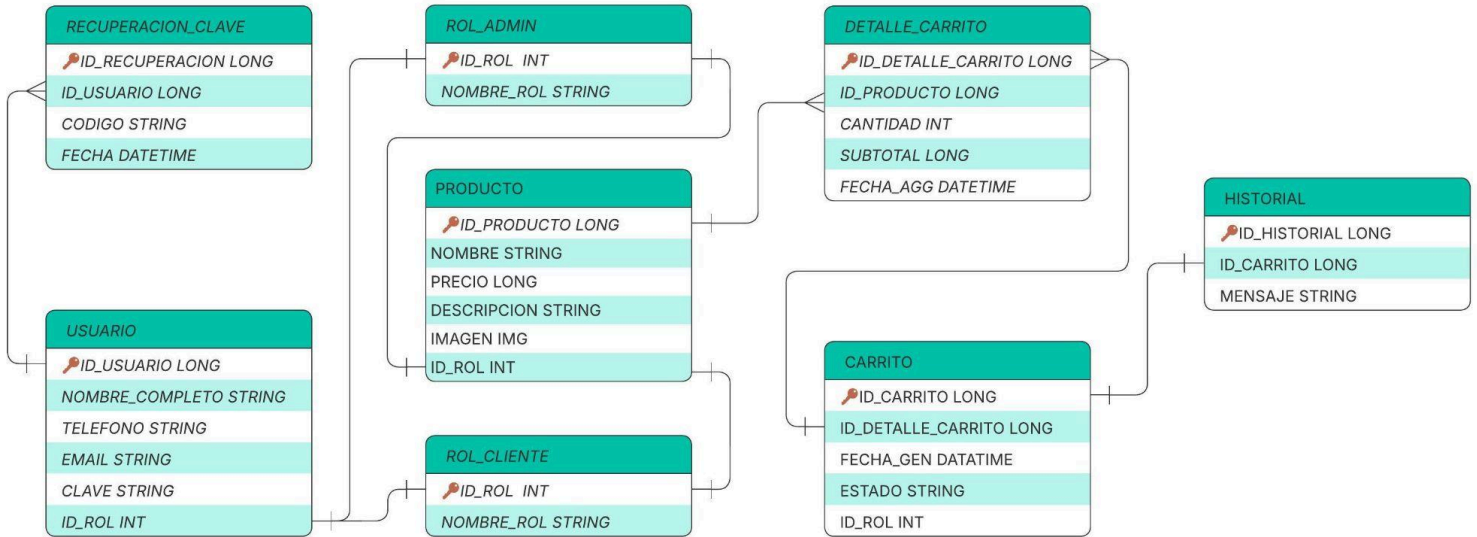 RECUPERACION_CLAVE
ID_RECUPERACION LONG
ID_USUARIO LONG
CODIGO STRING
FECHA DATETIME
USUARIO
ID_USUARIO LONG
NOMBRE_COMPLETO STRING
TELEFONO STRING
EMAIL STRING
CLAVE STRING
ID_ROL INT
ROL_ADMIN
ID_ROL INT
NOMBRE_ROL STRING
PRODUCTO
ID_PRODUCTO LONG
NOMBRE STRING
PRECIO LONG
DESCRIPCION STRING
IMAGEN IMG
ID_ROL INT
ROL_CLIENTE
ID_ROL INT
NOMBRE_ROL STRING
DETALLE_CARRITO
ID_DETALLE_CARRITO LONG
ID_PRODUCTO LONG
CANTIDAD INT
SUBTOTAL LONG
FECHA_AGG DATETIME
CARRITO
ID_CARRITO LONG
ID_DETALLE_CARRITO LONG
FECHA_GEN DATATIME
ESTADO STRING
ID_ROL INT
HISTORIAL
ID_HISTORIAL LONG
ID_CARRITO LONG
MENSAJE STRING